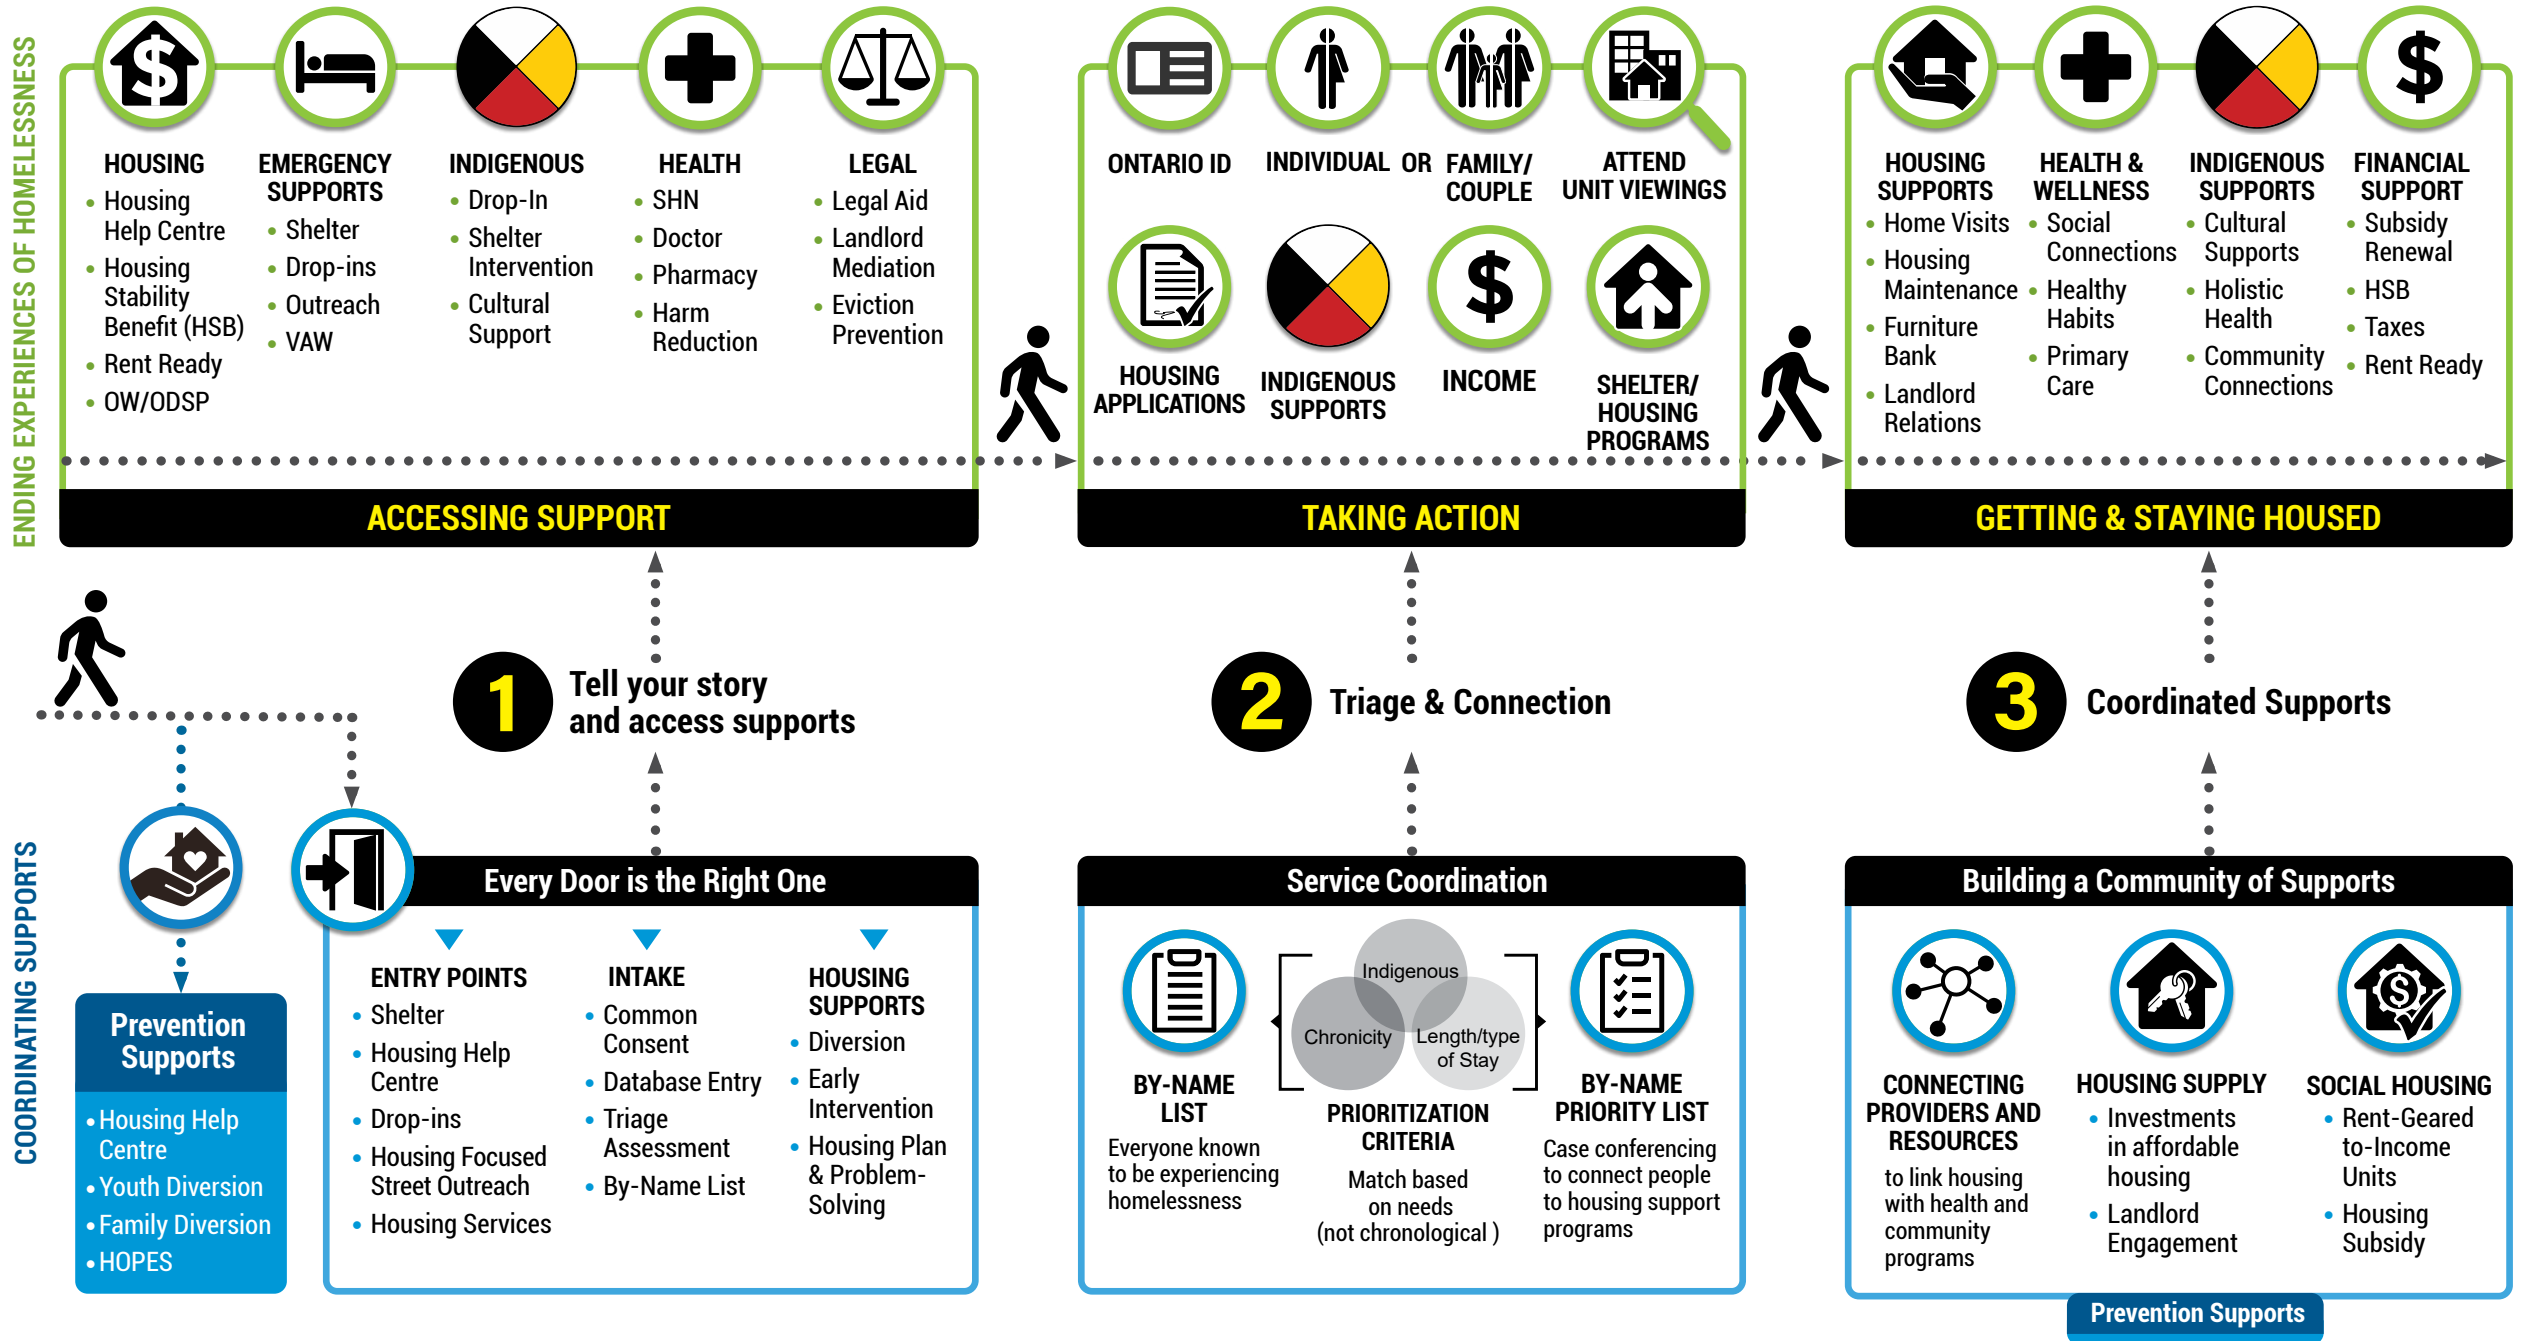 ENDING EXPERIENCES OF HOMELESSNESS
HOUSING
• Housing
Help Centre
• Housing
Stability
Benefit (HSB)
• Rent Ready
• OW/ODSP
EMERGENCY
SUPPORTS
• Shelter
• Drop-ins
• Outreach
• VAW
INDIGENOUS
• Drop-In
• Shelter
Intervention
• Cultural
Support
HEALTH
• SHN
• Doctor
• Pharmacy
• Harm
Reduction
LEGAL
• Legal Aid
• Landlord
Mediation
• Eviction
Prevention
ACCESSING SUPPORT
ONTARIO ID
INDIVIDUAL OR FAMILY/
COUPLE
ATTEND
UNIT VIEWINGS
HOUSING
APPLICATIONS
INDIGENOUS
SUPPORTS
$
INCOME
SHELTER/
HOUSING
PROGRAMS
TAKING ACTION
HOUSING
SUPPORTS
• Home Visits
• Housing
Maintenance
• Furniture
Bank
• Landlord
Relations
HEALTH &
WELLNESS
• Social
Connections
• Healthy
Habits
• Primary
Care
INDIGENOUS
SUPPORTS
• Cultural
Supports
• Holistic
Health
• Community
Connections
$
FINANCIAL
SUPPORT
• Subsidy
Renewal
• HSB
• Taxes
• Rent Ready
GETTING & STAYING HOUSED
1
Tell your story
and access supports
2
Triage & Connection
3
Coordinated Supports
COORDINATING SUPPORTS
Prevention
Supports
• Housing Help
Centre
• Youth Diversion
• Family Diversion
• HOPES
Every Door is the Right One
ENTRY POINTS
• Shelter
• Housing Help
Centre
• Drop-ins
• Housing Focused
Street Outreach
• Housing Services
INTAKE
• Common
Consent
• Database Entry
• Triage
Assessment
• By-Name List
HOUSING
SUPPORTS
• Diversion
• Early
Intervention
• Housing Plan
& Problem-
Solving
Service Coordination
BY-NAME
LIST
Everyone known
to be experiencing
homelessness
Indigenous
Chronicity
Length/type
of Stay
PRIORITIZATION
CRITERIA
Match based
on needs
(not chronological )
BY-NAME
PRIORITY LIST
Case conferencing
to connect people
to housing support
programs
Building a Community of Supports
CONNECTING
PROVIDERS AND
RESOURCES
to link housing
with health and
community
programs
HOUSING SUPPLY
• Investments
in affordable
housing
• Landlord
Engagement
SOCIAL HOUSING
• Rent-Geared
to-Income
Units
• Housing
Subsidy
Prevention Supports